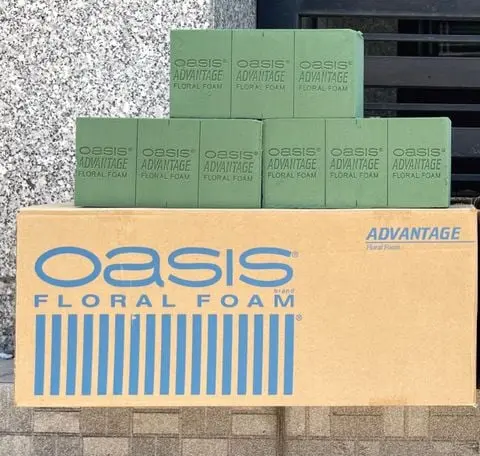 OASIS® OASIS® OASIS®
ADVANTAGE ADVANTAGE ADVANTAGE
FLORAL FOAM FLORAL FOAM FLORAL FOAM
OASIS® OASIS® OASIS® OASIS® OASIS® OASIS®
ADVANTAGE ADVANTAGE ADVANTAGE ADVANTAGE ADVANTAGE ADVANTAGE
FLORAL FOAM FLORAL FOAM FLORAL FOAM FLORAL FOAM FLORAL FOAM FLORAL FOAM
ADVANTAGE
Floral Foam
OASIS®
brand
FLORAL FOAM
®